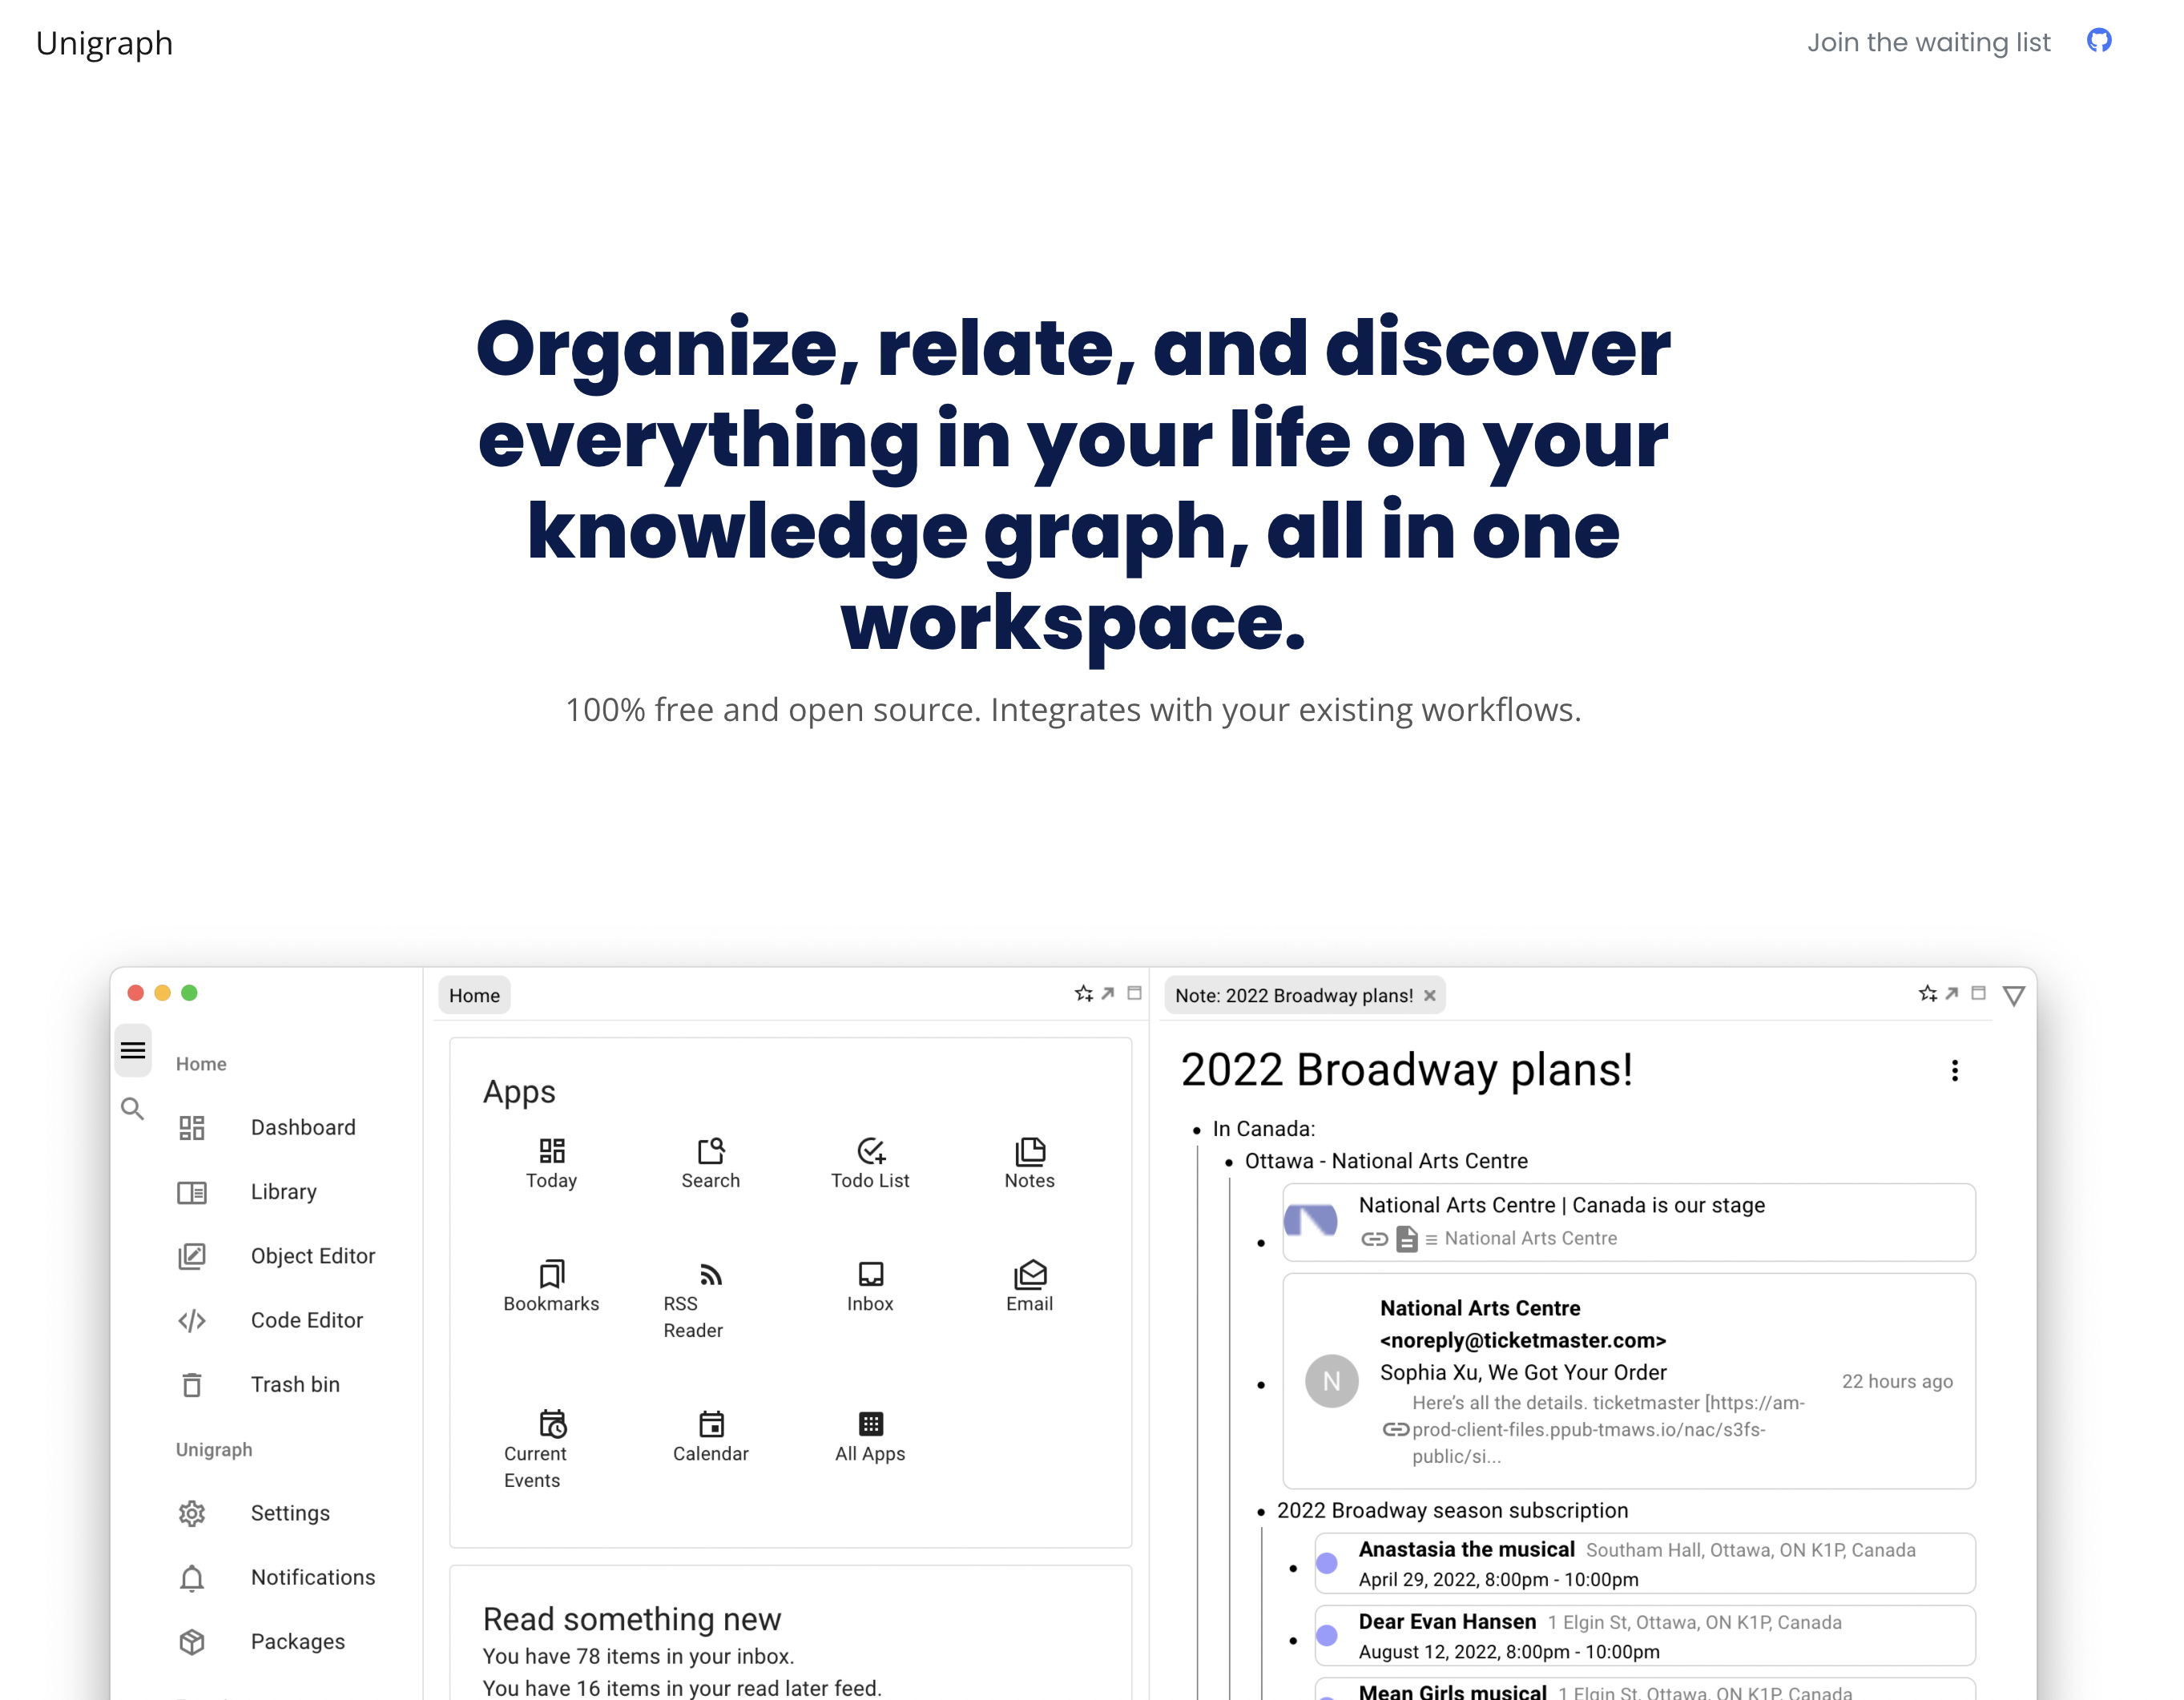 Unigraph
Join the waiting list
Organize, relate, and discover
everything in your life on your
knowledge graph, all in one
workspace.
100% free and open source. Integrates with your existing workflows.
Home
Dashboard
Library
Object Editor
Code Editor
Trash bin
Unigraph
Settings
Notifications
Packages
Home
Apps
Today
Search
Todo List
Notes
Bookmarks
RSS
Reader
Inbox
Email
Current
Events
Calendar
All Apps
Read something new
You have 78 items in your inbox.
You have 16 items in your read later feed.
Note: 2022 Broadway plans!
2022 Broadway plans!
In Canada:
Ottawa - National Arts Centre
National Arts Centre | Canada is our stage
National Arts Centre
N
National Arts Centre
<noreply@ticketmaster.com>
Sophia Xu, We Got Your Order
Here's all the details. ticketmaster [https://am-
prod-client-files.ppub-tmaws.io/nac/s3fs-
public/si...
22 hours ago
2022 Broadway season subscription
Anastasia the musical Southam Hall, Ottawa, ON K1P, Canada
April 29, 2022, 8:00pm - 10:00pm
Dear Evan Hansen 1 Elgin St, Ottawa, ON K1P, Canada
August 12, 2022, 8:00pm - 10:00pm
Mean Girls musical 1 Elgin St, Ottawa, ON K1P, Canada